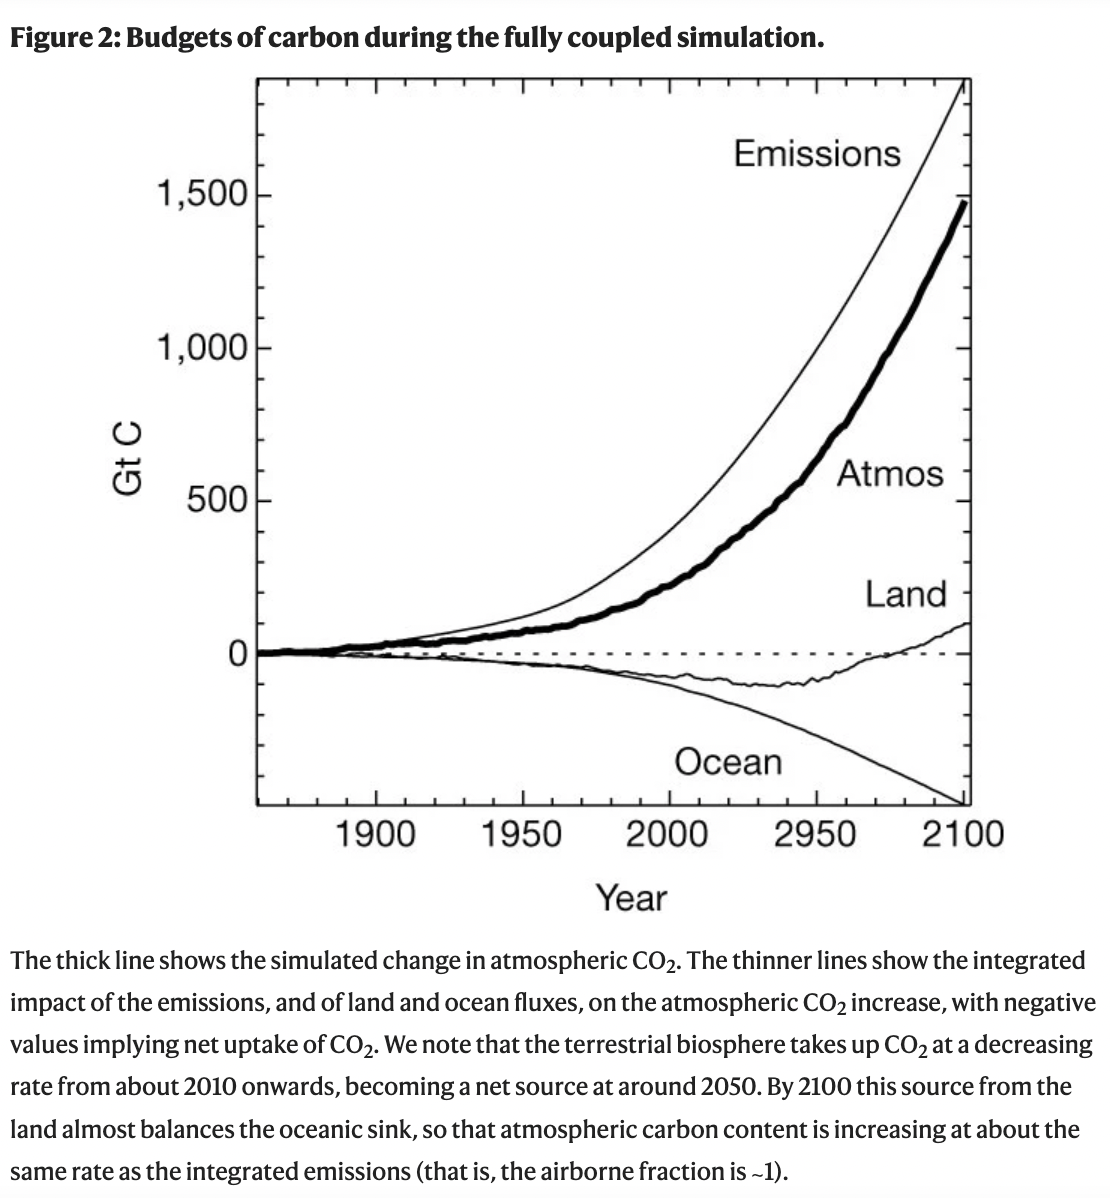 Figure 2: Budgets of carbon during the fully coupled simulation.
Emissions
1,500
1,000
Atmos
Gt C
500
Land
0
Ocean
1900 1950 2000 2950 2100
Year
The thick line shows the simulated change in atmospheric CO₂. The thinner lines show the integrated
impact of the emissions, and of land and ocean fluxes, on the atmospheric CO₂ increase, with negative
values implying net uptake of CO₂. We note that the terrestrial biosphere takes up CO₂ at a decreasing
rate from about 2010 onwards, becoming a net source at around 2050. By 2100 this source from the
land almost balances the oceanic sink, so that atmospheric carbon content is increasing at about the
same rate as the integrated emissions (that is, the airborne fraction is ~1).